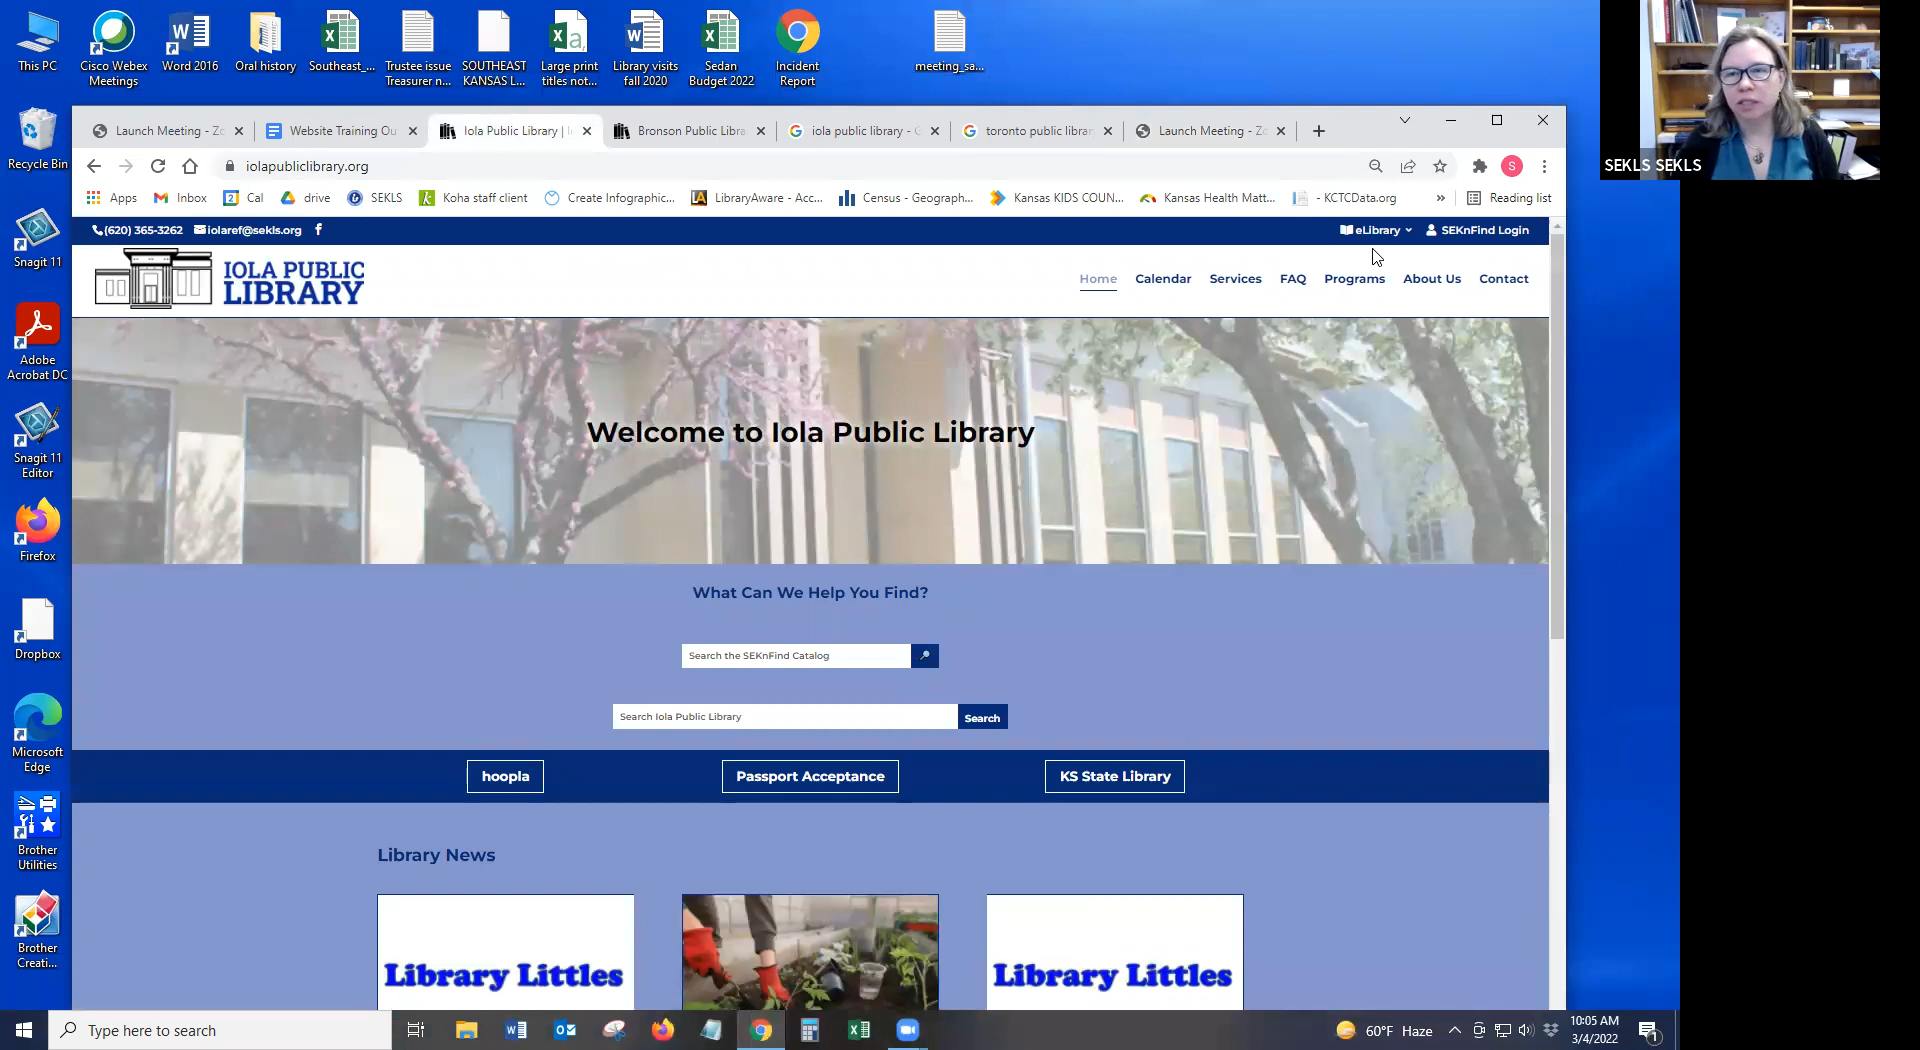 This PC
Cisco Webex
Meetings
Word 2016
Oral history
Southeast_...
Trustee issue
Treasurer n...
SOUTHEAST
KANSAS L...
Large print
titles not...
Library visits
fall 2020
Sedan
Budget 2022
Incident
Report
meeting_sa...
SEKLS SEKLS
Recycle Bin
Snagit 11
Adobe
Acrobat DC
Snagit 11
Editor
Firefox
Dropbox
Microsoft
Edge
Brother
Utilities
Brother
Creati...
Launch Meeting - Zo
Website Training Ou
Iola Public Library | I
Bronson Public Libra
iola public library - G
toronto public librar
Launch Meeting - Zo
iolapubliclibrary.org
S
Apps
Inbox
Cal
drive
SEKLS
Koha staff client
Create Infographic...
LibraryAware - Acc...
Census - Geograph...
Kansas KIDS COUN...
Kansas Health Matt...
- KCTCData.org
»
Reading list
(620) 365-3262
iolaref@sekls.org
eLibrary
SEKnFind Login
IOLA PUBLIC
LIBRARY
Home
Calendar
Services
FAQ
Programs
About Us
Contact
Welcome to Iola Public Library
What Can We Help You Find?
Search the SEKnFind Catalog
Search Iola Public Library
Search
hoopla
Passport Acceptance
KS State Library
Library News
Library Littles
Library Littles
Type here to search
60°F Haze
10:05 AM
3/4/2022
1